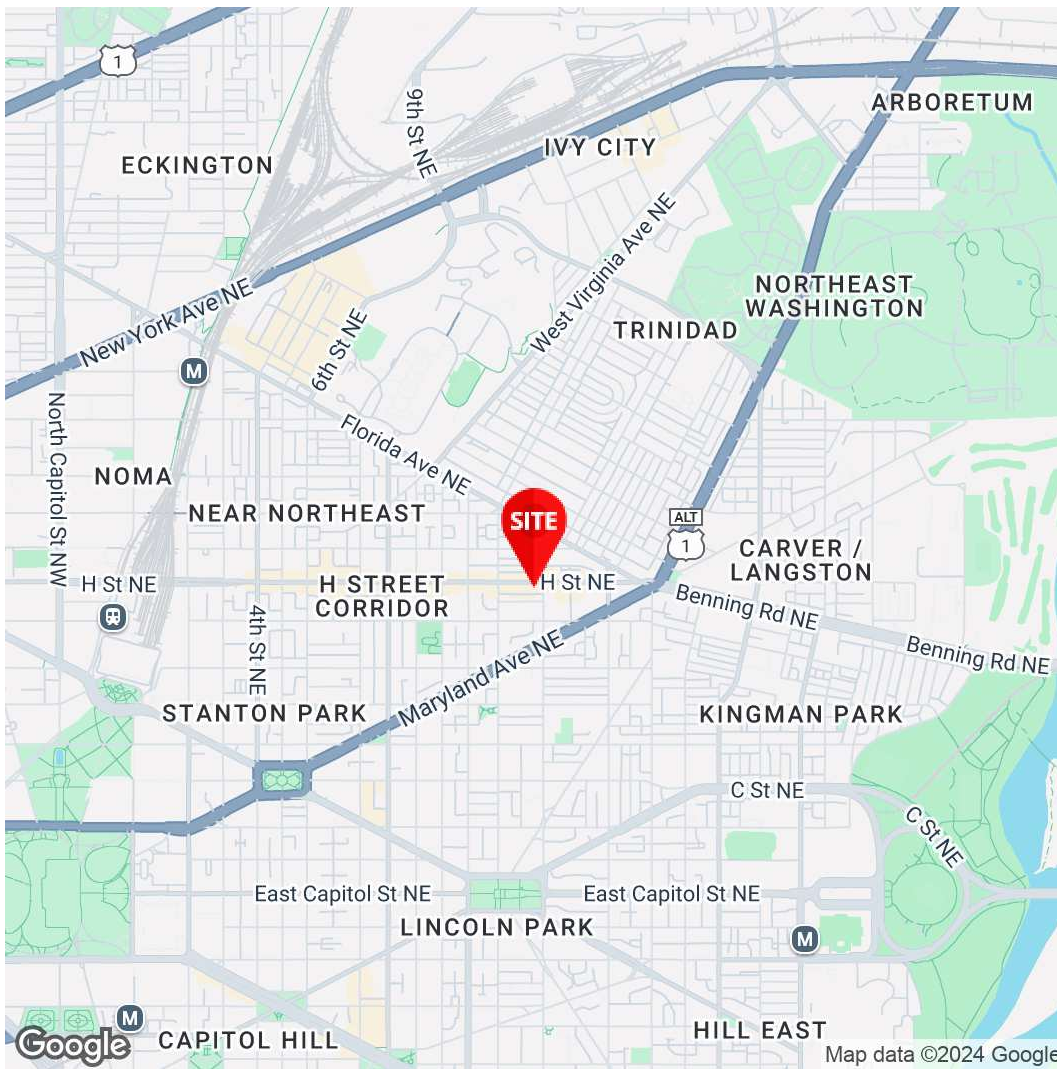 1
ARBORETUM
9th St NE
IVY CITY
ECKINGTON
West Virginia Ave NE
NORTHEAST
WASHINGTON
New York Ave NE
TRINIDAD
6th St NE
M
North Capitol St NW
Florida Ave NE
NOMA
NEAR NORTHEAST
SITE
ALT
1
CARVER /
LANGSTON
H St NE
H STREET
CORRIDOR
H St NE
Benning Rd NE
4th St NE
Benning Rd NE
Maryland Ave NE
STANTON PARK
KINGMAN PARK
C St NE
C St NE
East Capitol St NE
East Capitol St NE
LINCOLN PARK
M
M
CAPITOL HILL
HILL EAST
Google
Map data ©2024 Google